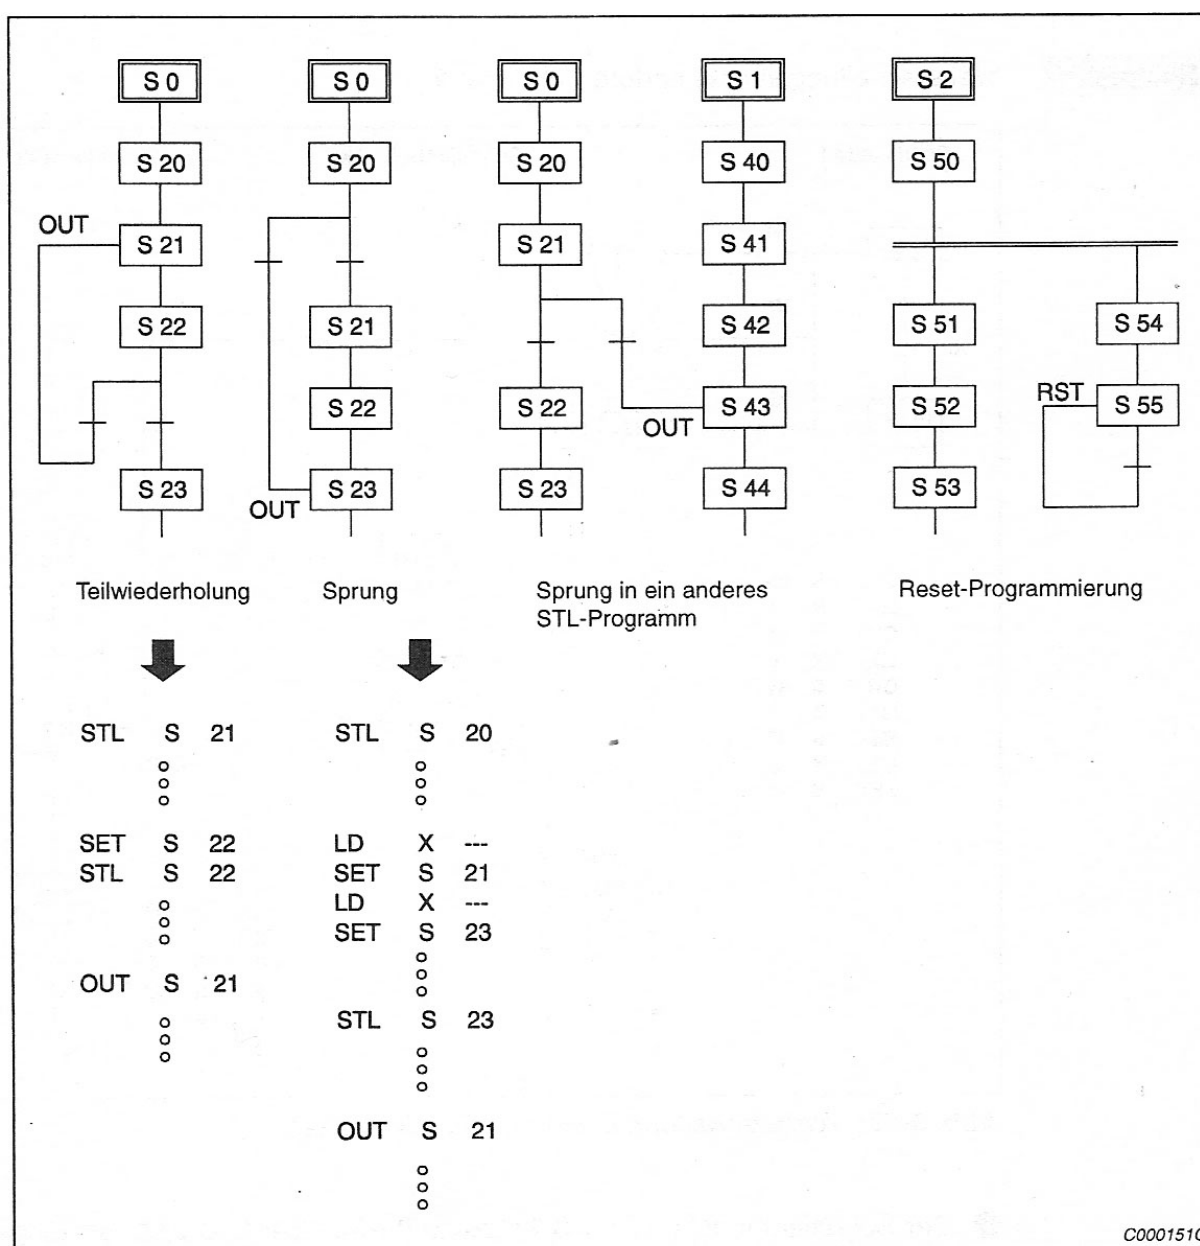 S 0 S 0 S 0 S 1 S 2
S 20 S 20 S 20 S 40 S 50
OUT
S 21 S 21 S 41
S 22 S 21 S 42 S 51 S 54
S 22 S 22 S 43 S 52 RST S 55
OUT
S 23 S 23 S 23 S 44 S 53
OUT
Teilwiederholung Sprung Sprung in ein anderes Reset-Programmierung
STL-Programm
STL S 21 STL S 20
SET S 22 LD X ---
STL S 22 SET S 21
LD X ---
SET S 23
OUT S 21
STL S 23
OUT S 21
C0001510